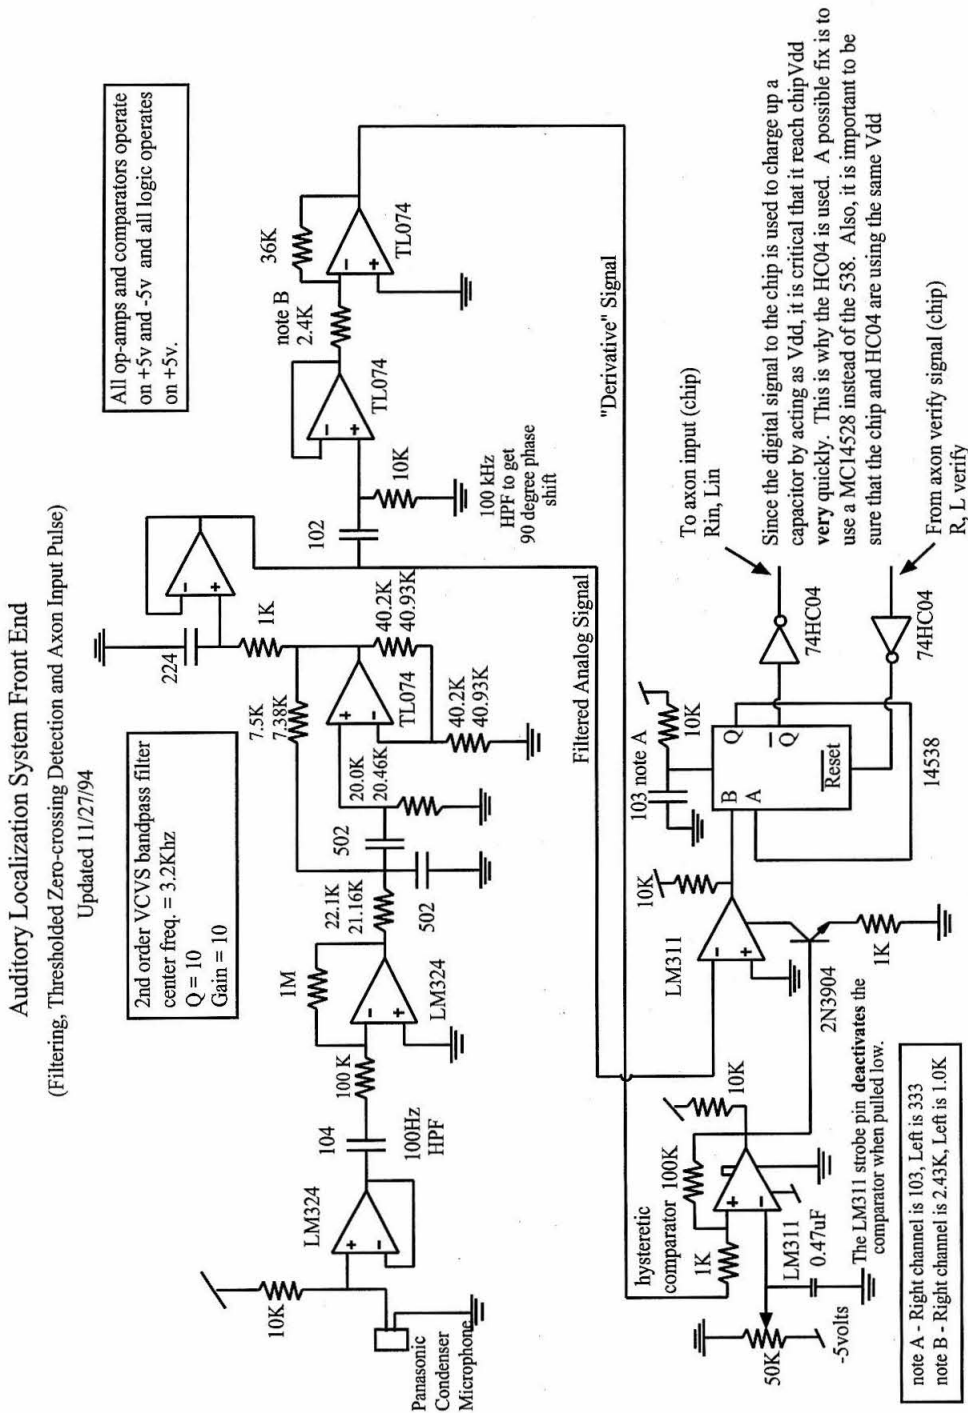 Auditory Localization System Front End
(Filtering, Thresholded Zero-crossing Detection and Axon Input Pulse)
Updated 11/27/94
All op-amps and comparators operate
on +5v and -5v and all logic operates
on +5v.
2nd order VCVS bandpass filter
center freq. = 3.2Khz
Q = 10
Gain = 10
10K
Panasonic
Condenser
Microphone
+
-
LM324
104
100Hz
HPF
100 K
1M
-
+
LM324
22.1K
21.16K
502
502
20.0K
20.46K
7.5K
7.38K
+
-
TL074
40.2K
40.93K
40.2K
40.93K
1K
224
-
+
102
10K
100 kHz
HPF to get
90 degree phase
shift
-
+
TL074
note B
2.4K
36K
-
+
TL074
"Derivative" Signal
Filtered Analog Signal
hysteretic
comparator
1K
100K
+
-
LM311
10K
0.47uF
50K
-5volts
The LM311 strobe pin deactivates the
comparator when pulled low.
LM311
-
+
10K
2N3904
1K
103 note A
10K
B
A
Q
Q
Reset
14538
74HC04
74HC04
To axon input (chip)
Rin, Lin
From axon verify signal (chip)
R, L verify
Since the digital signal to the chip is used to charge up a
capacitor by acting as Vdd, it is critical that it reach chipVdd
very quickly. This is why the HC04 is used. A possible fix is to
use a MC14528 instead of the 538. Also, it is important to be
sure that the chip and HC04 are using the same Vdd
note A - Right channel is 103, Left is 333
note B - Right channel is 2.43K, Left is 1.0K